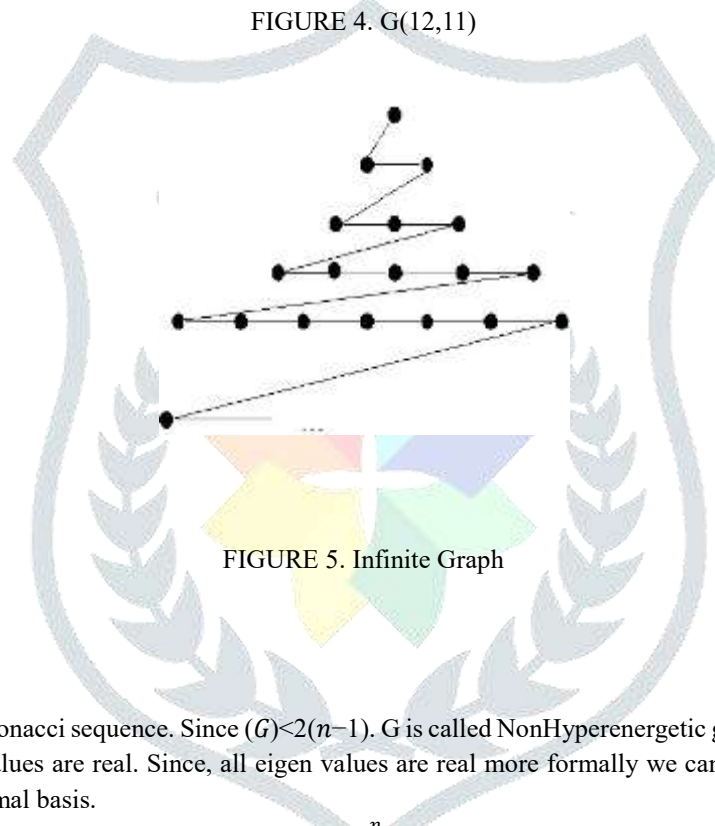 FIGURE 4. G(12,11)
...
FIGURE 5. Infinite Graph
onacci sequence. Since (𝐺)<2(𝑛−1). G is called NonHyperenergetic g
lues are real. Since, all eigen values are real more formally we can
mal basis.
𝑛